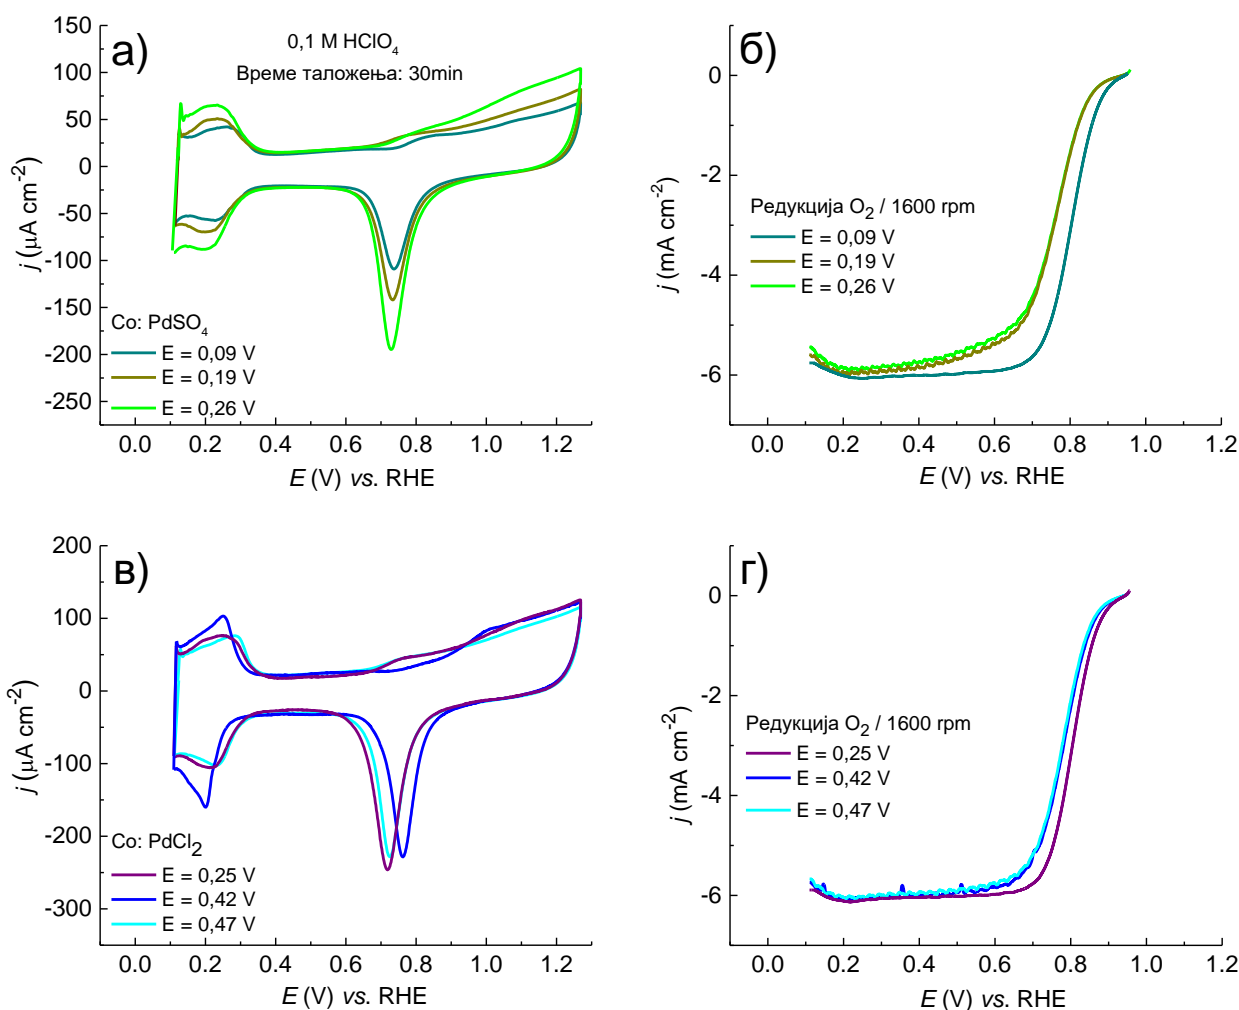 а)
0,1 M HClO₄
Време таложења: 30min
150
100
50
0
-50
-100
-150
-200
-250
j (μA cm⁻²)
Co: PdSO₄
E = 0,09 V
E = 0,19 V
E = 0,26 V
0.0 0.2 0.4 0.6 0.8 1.0 1.2
E (V) vs. RHE
б)
0
-2
-4
-6
j (mA cm⁻²)
Редукција O₂ / 1600 rpm
E = 0,09 V
E = 0,19 V
E = 0,26 V
0.0 0.2 0.4 0.6 0.8 1.0 1.2
E (V) vs. RHE
в)
200
100
0
-100
-200
-300
j (μA cm⁻²)
Co: PdCl₂
E = 0,25 V
E = 0,42 V
E = 0,47 V
0.0 0.2 0.4 0.6 0.8 1.0 1.2
E (V) vs. RHE
г)
0
-2
-4
-6
j (mA cm⁻²)
Редукција O₂ / 1600 rpm
E = 0,25 V
E = 0,42 V
E = 0,47 V
0.0 0.2 0.4 0.6 0.8 1.0 1.2
E (V) vs. RHE